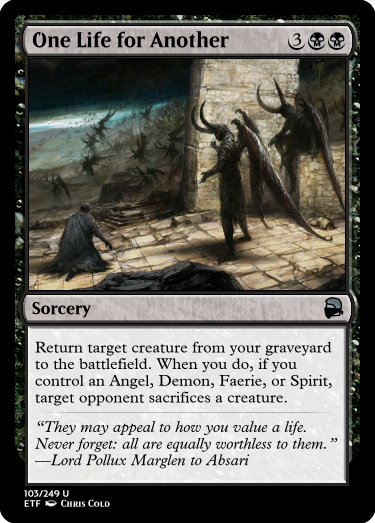 One Life for Another 3
Sorcery
Return target creature from your graveyard
to the battlefield. When you do, if you
control an Angel, Demon, Faerie, or Spirit,
target opponent sacrifices a creature.
“They may appeal to how you value a life.
Never forget: all are equally worthless to them.”
—Lord Pollux Marglen to Absari
103/249 U
ETF Chris Cold